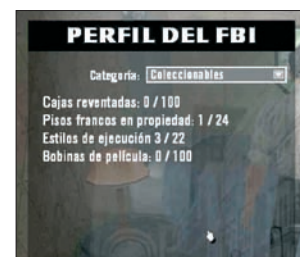 PERFIL DEL FBI
Categoría: Coleccionables
Cajas reventadas: 0 / 100
Pisos francos en propiedad: 1 / 24
Estilos de ejecución 3 / 22
Bobinas de película: 0 / 100